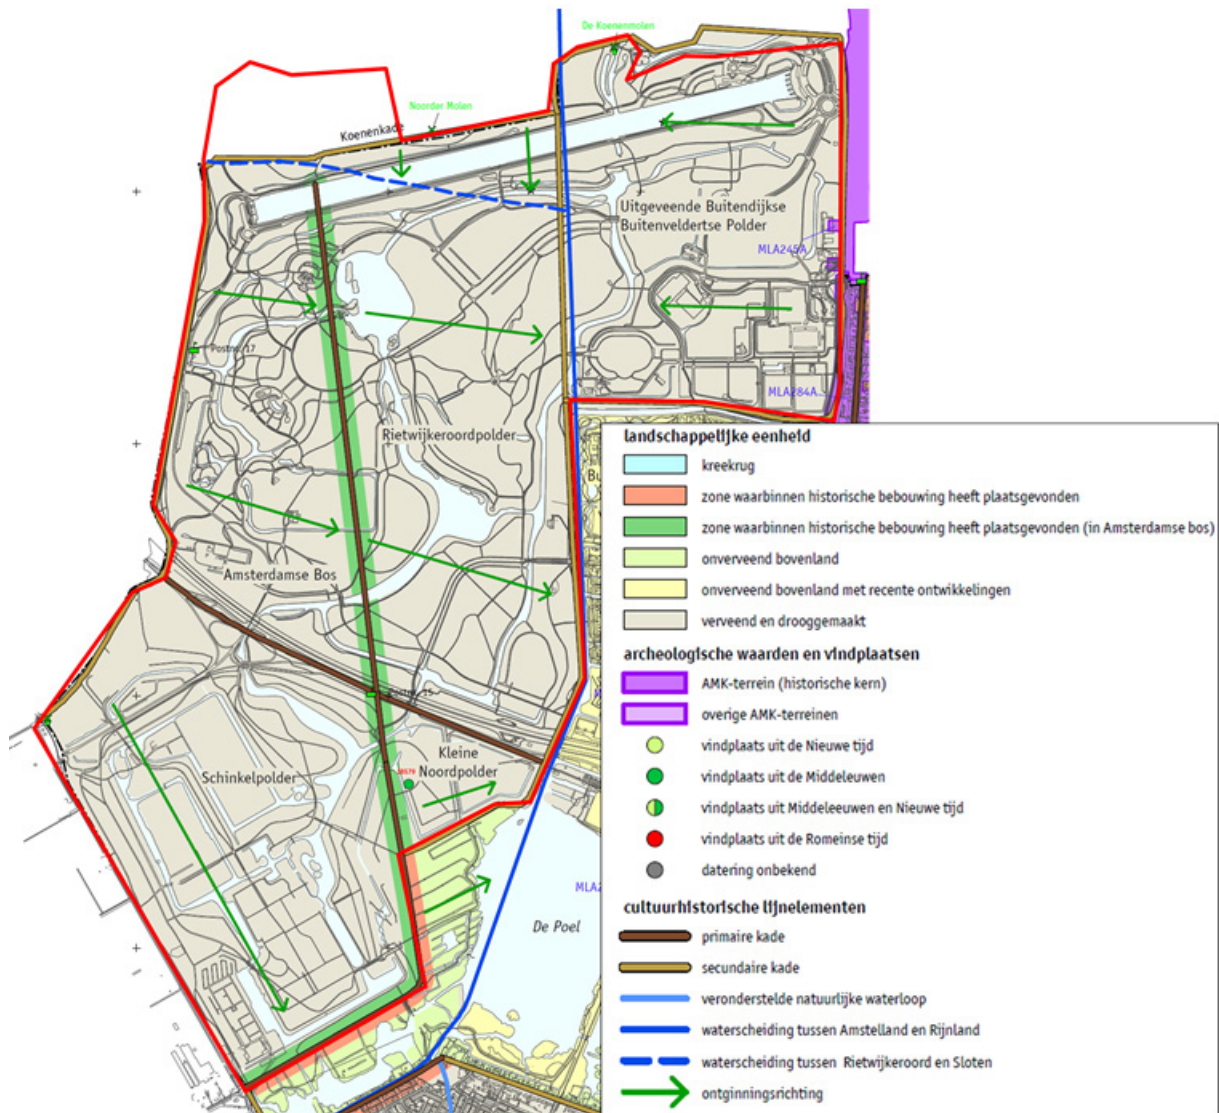 De Koenenmolen
Noorder Molen
Koenenkade
Uitgeveende Buitendijkse
Buitenveldertse Polder
MLA245A
Postnr. 17
MLA284A
Rietwijkeroordpolder
Amsterdamse Bos
Postnr. 15
Kleine
Noordpolder
Schinkelpolder
De Poel
landschappelijke eenheid
kreekrug
zone waarbinnen historische bebouwing heeft plaatsgevonden
zone waarbinnen historische bebouwing heeft plaatsgevonden (in Amsterdamse bos)
onverveend bovenland
onverveend bovenland met recente ontwikkelingen
verveend en drooggemaakt
archeologische waarden en vindplaatsen
AMK-terrein (historische kern)
overige AMK-terreinen
vindplaats uit de Nieuwe tijd
vindplaats uit de Middeleuwen
vindplaats uit Middeleeuwen en Nieuwe tijd
vindplaats uit de Romeinse tijd
datering onbekend
cultuurhistorische lijnelementen
primaire kade
secundaire kade
veronderstelde natuurlijke waterloop
waterscheiding tussen Amstelland en Rijnland
waterscheiding tussen Rietwijkeroord en Sloten
ontginningsrichting